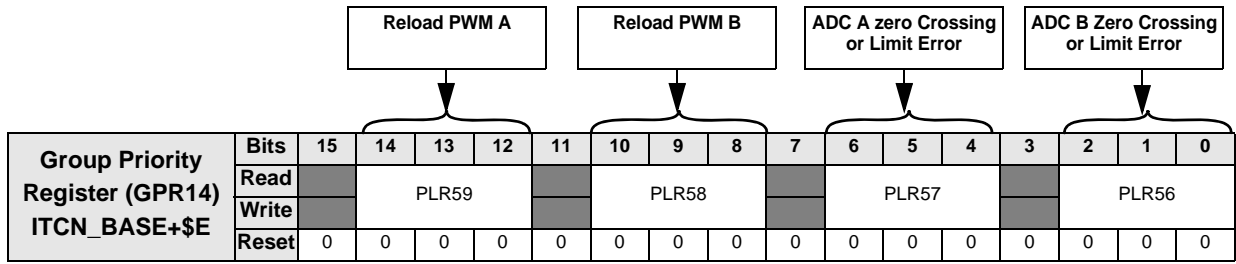 Reload PWM A
Reload PWM B
ADC A zero Crossing
or Limit Error
ADC B Zero Crossing
or Limit Error
Group Priority
Register (GPR14)
ITCN_BASE+$E
Bits 15 14 13 12 11 10 9 8 7 6 5 4 3 2 1 0
Read
Write
PLR59 PLR58 PLR57 PLR56
Reset 0 0 0 0 0 0 0 0 0 0 0 0 0 0 0 0